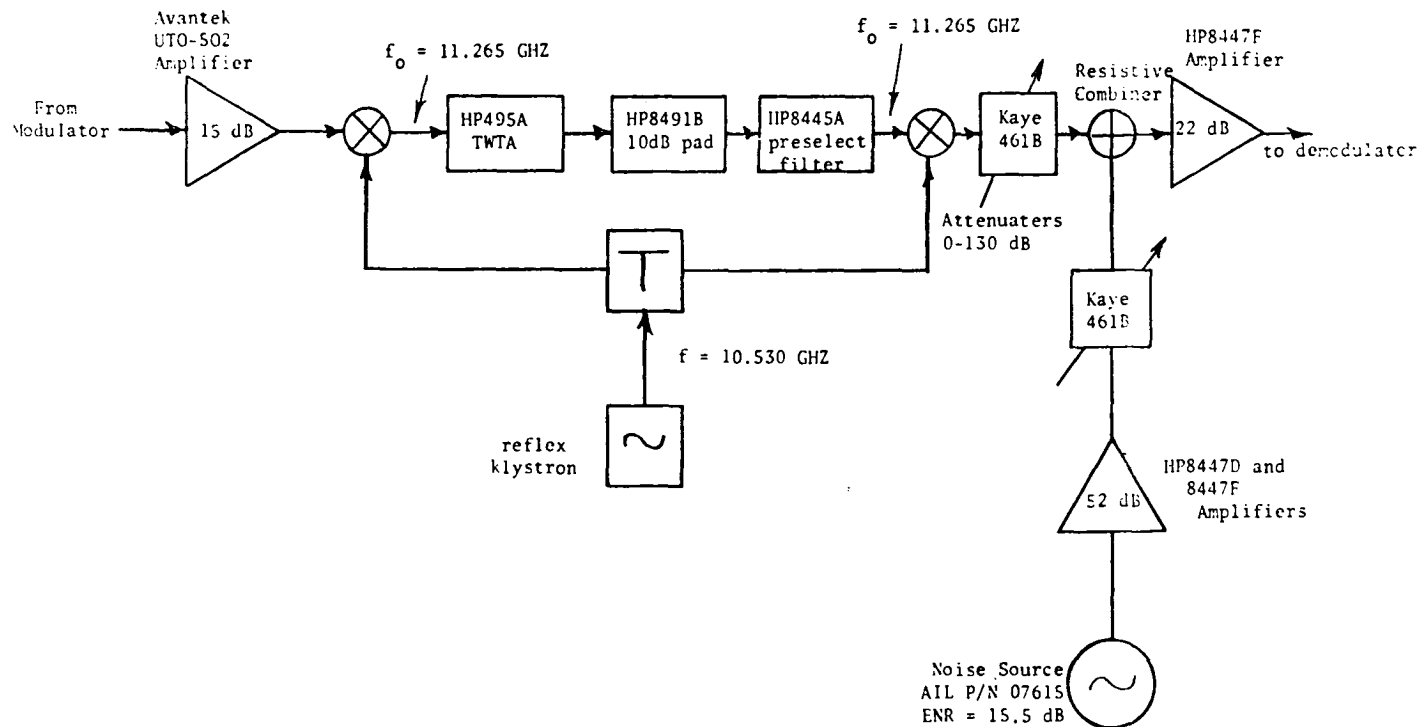 Avantek
UTO-502
Amplifier
From
Modulator
15 dB
f_o = 11.265 GHZ
HP495A
TWTA
HP8491B
10dB pad
HP8445A
preselect
filter
f_o = 11.265 GHZ
Kaye
461B
Attenuaters
0-130 dB
Resistive
Combiner
HP8447F
Amplifier
22 dB
to demodulator
T
f = 10.530 GHZ
reflex
klystron
Kaye
461B
52 dB
HP8447D and
8447F
Amplifiers
Noise Source
AIL P/N 07615
ENR = 15.5 dB